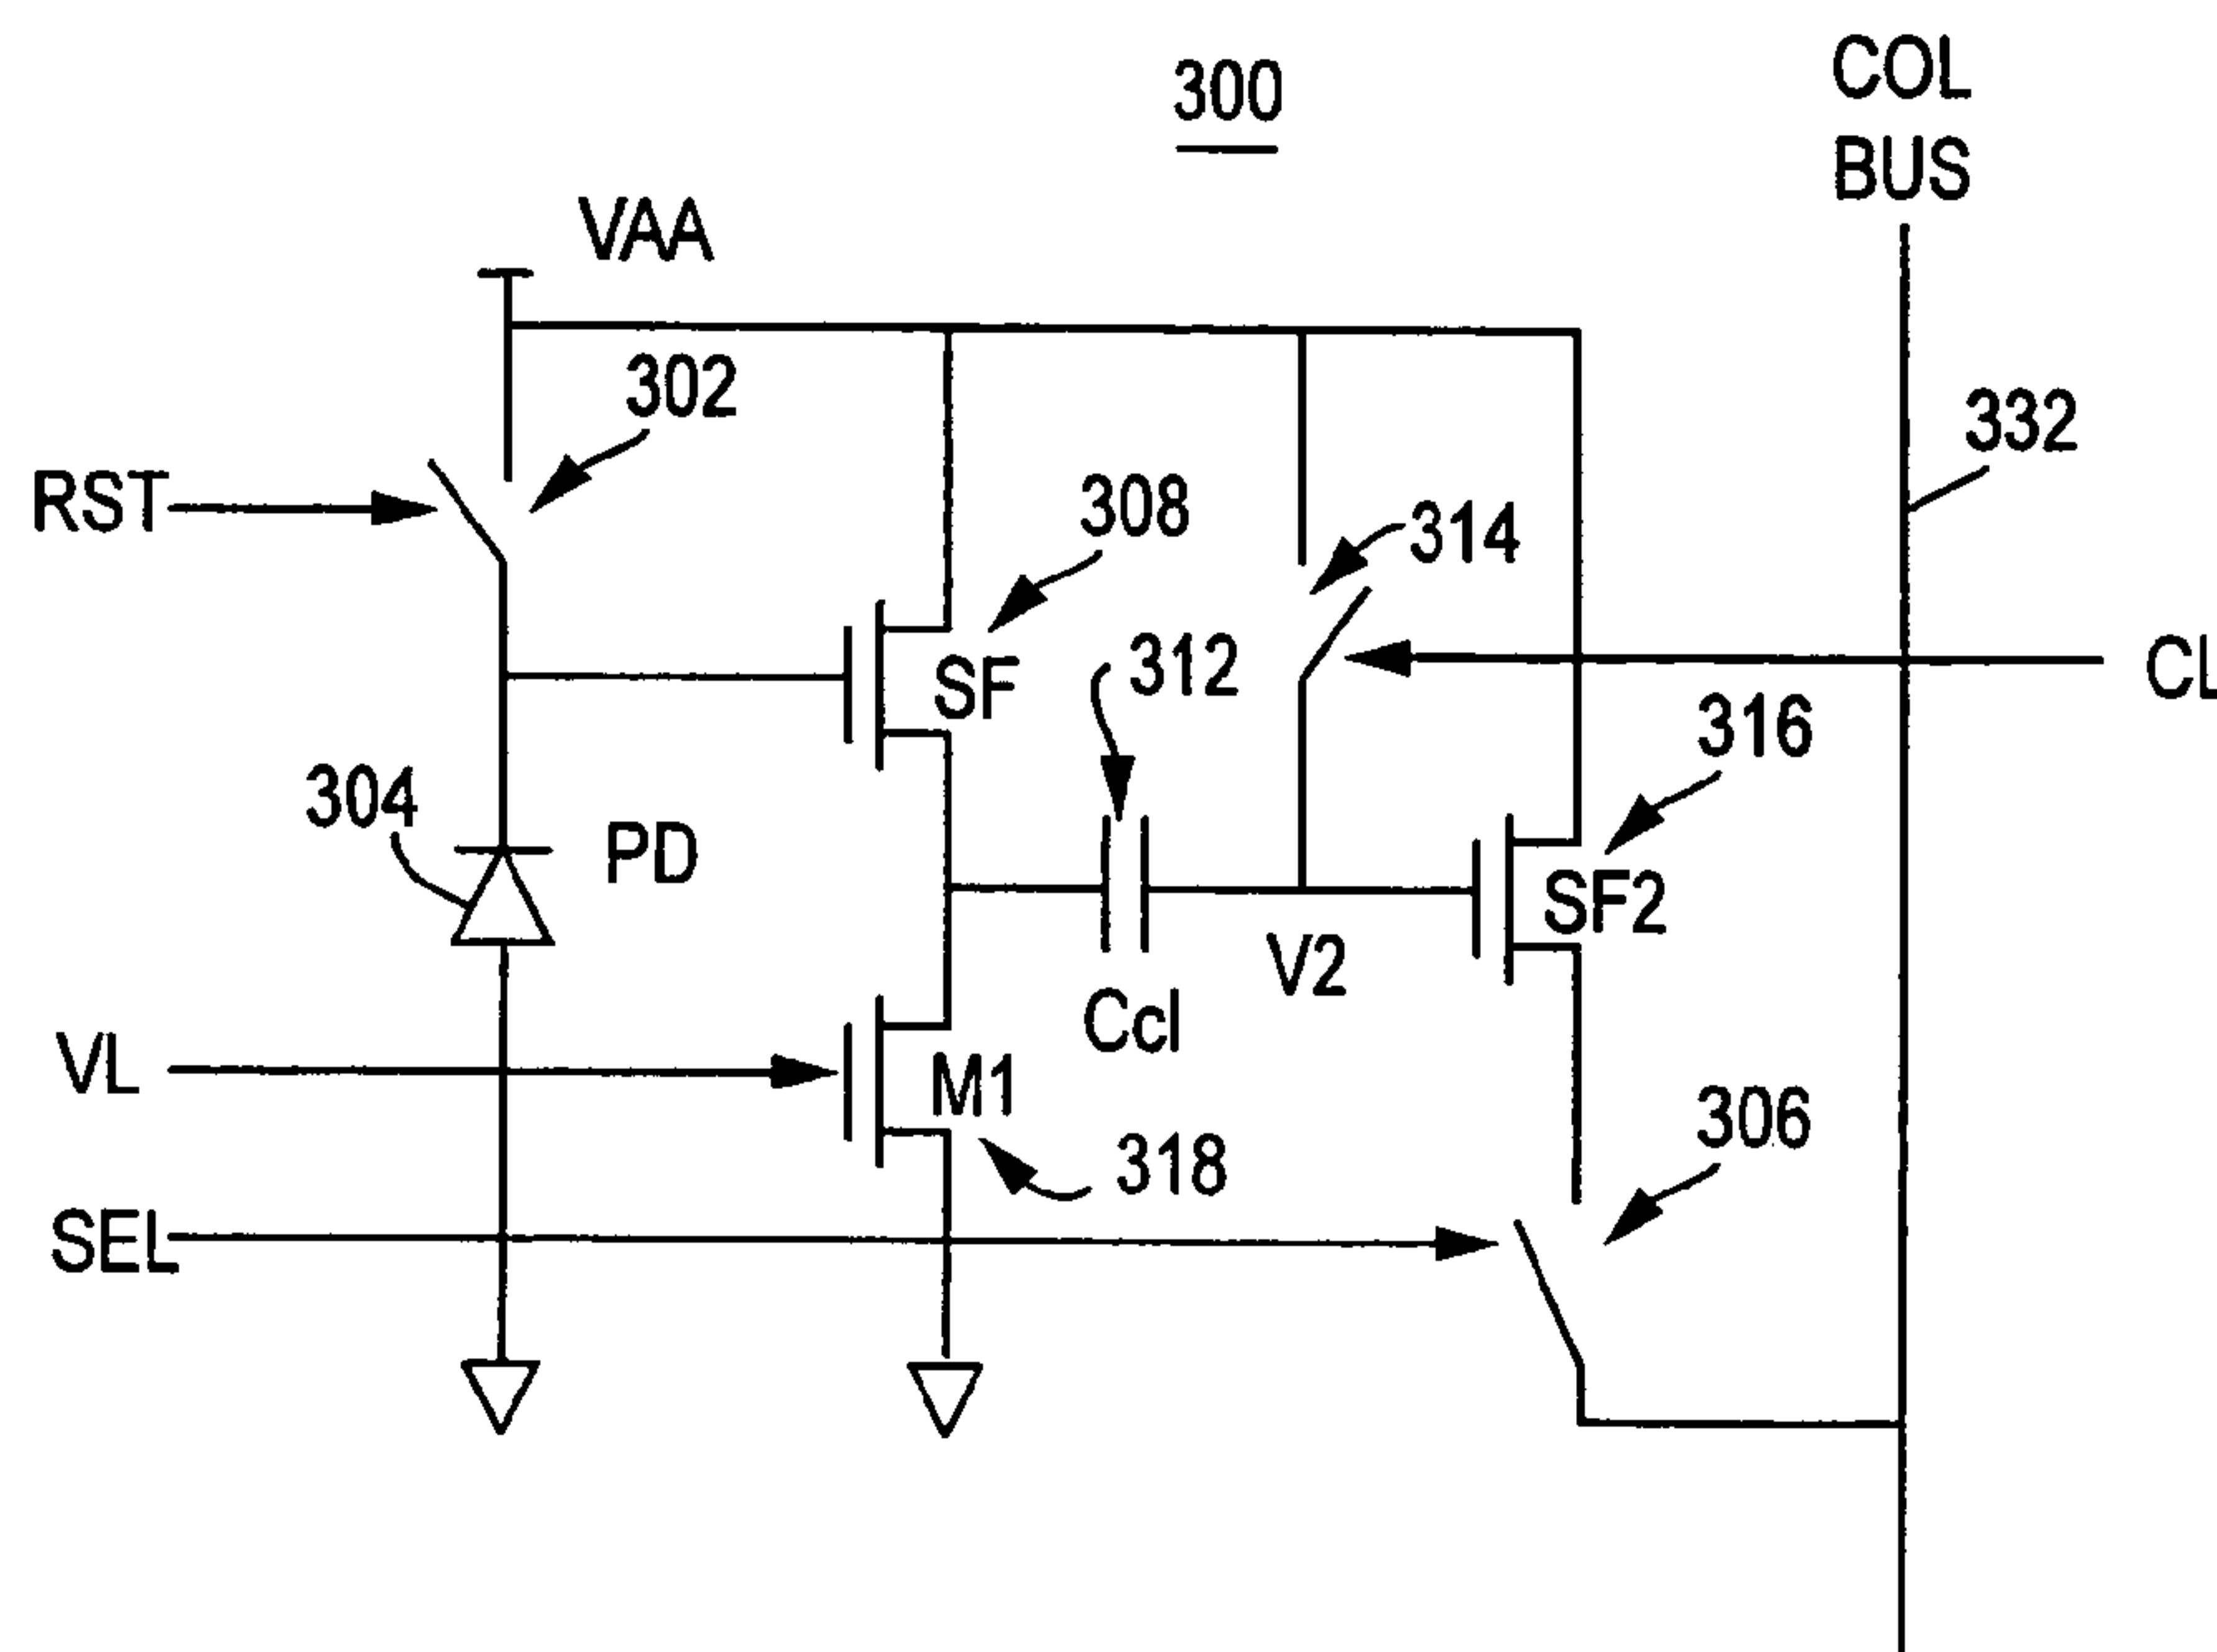 300
COL
BUS
VAA
302
332
RST
308
314
312
CL
SF
316
304
PD
SF2
V2
Ccl
VL
M1
306
318
SEL